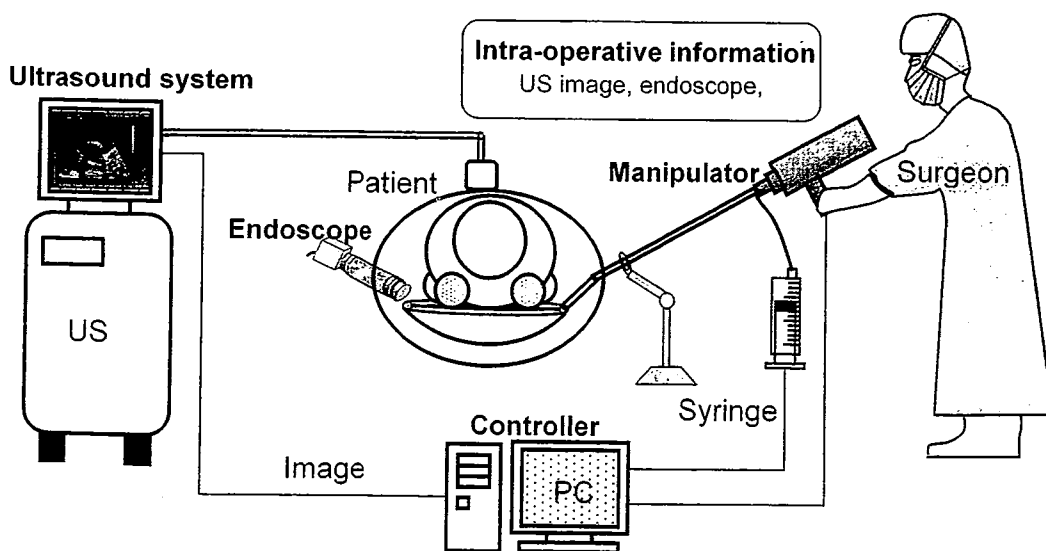 Intra-operative information
US image, endoscope,
Ultrasound system
Patient
Manipulator
Surgeon
Endoscope
US
Syringe
Controller
Image
PC